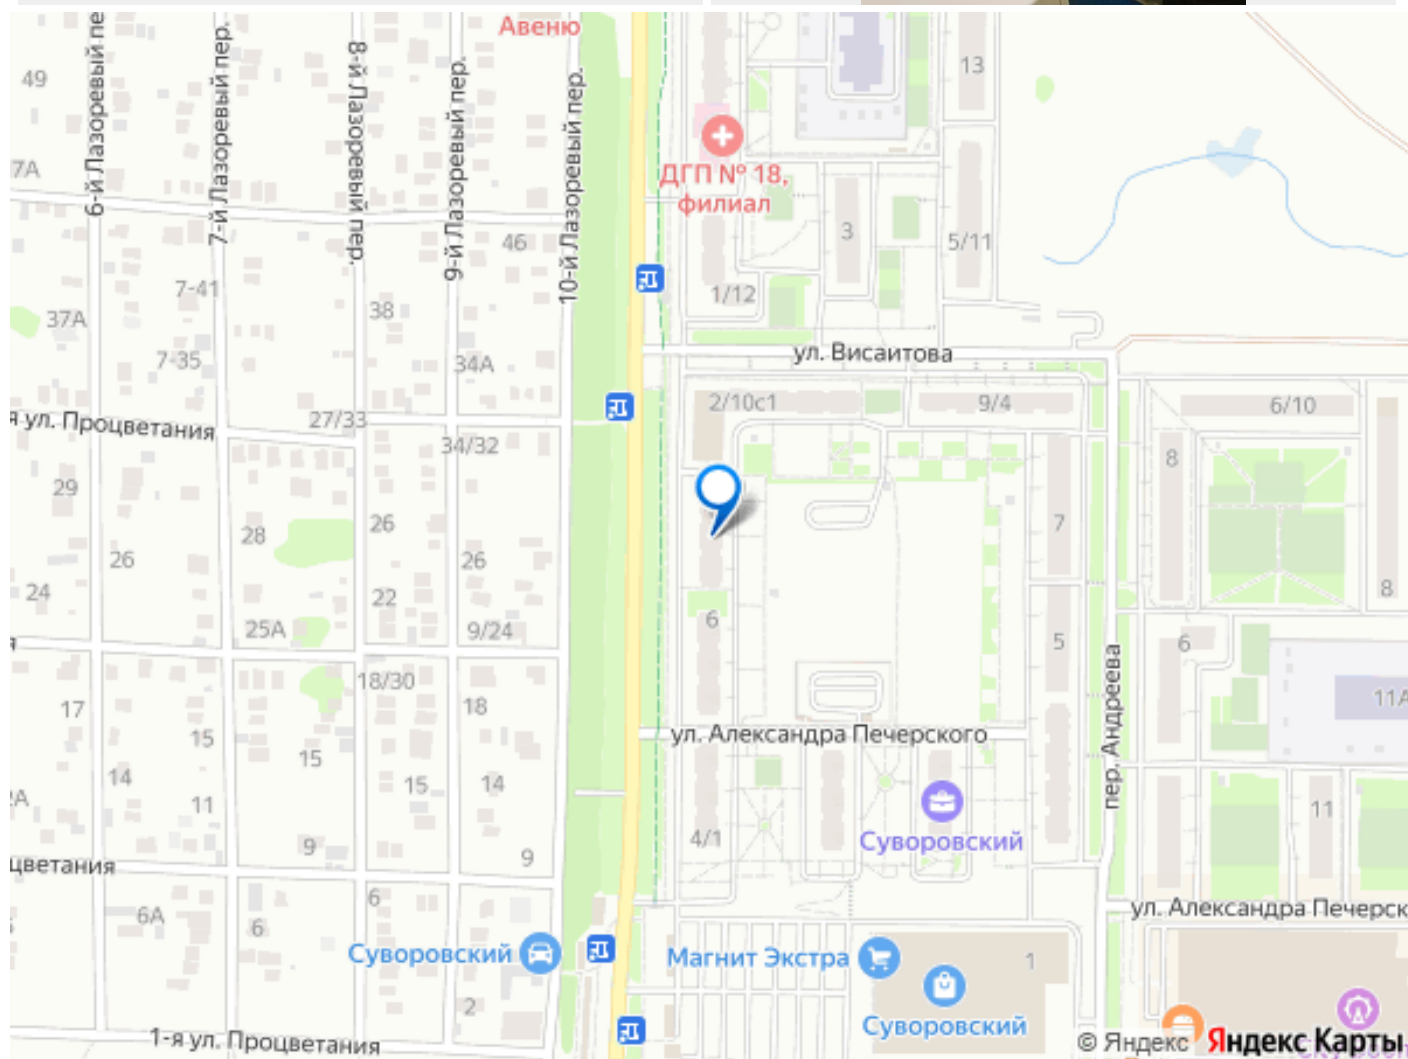 Авеню
49
13
6-й Лазоревый пе
7-й Лазоревый пер.
8-й Лазоревый пер.
9-й Лазоревый пер.
10-й Лазоревый пер.
7А
ДГП № 18,
филиал
3
5/11
46
7-41
1/12
38
37А
7-35
34А
ул. Висаитова
27/33
2/10с1
9/4
6/10
я ул. Процветания
34/32
8
29
28
26
7
26
26
24
22
8
25А
9/24
6
5
6
я
18/30
17
18
11А
15
ул. Александра Печерского
пер. Андреева
15
14
15
14
11
11
4/1
Суворовский
9
9
цветания
6
6А
6
ул. Александра Печерск
Суворовский
Магнит Экстра
1
2
Суворовский
1-я ул. Процветания
© Яндекс Яндекс Карты